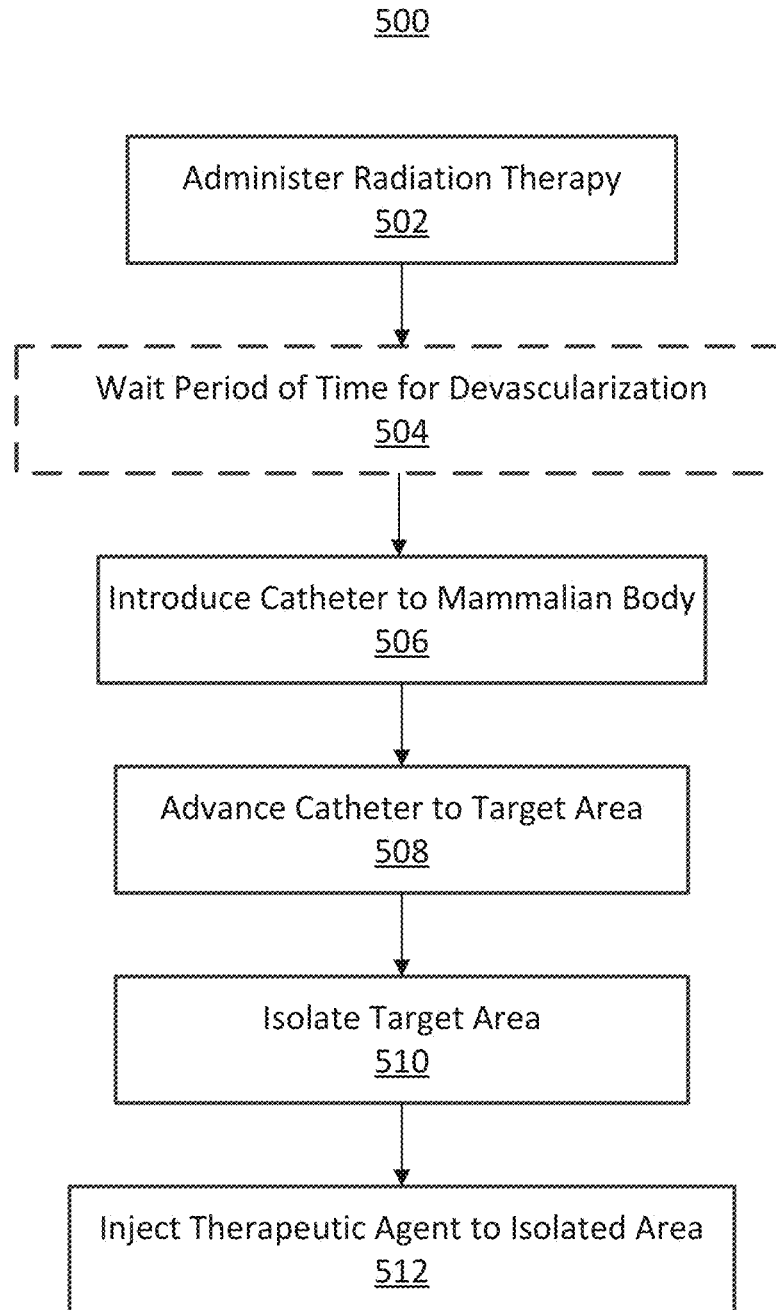 500
Administer Radiation Therapy
502
Wait Period of Time for Devascularization
504
Introduce Catheter to Mammalian Body
506
Advance Catheter to Target Area
508
Isolate Target Area
510
Inject Therapeutic Agent to Isolated Area
512